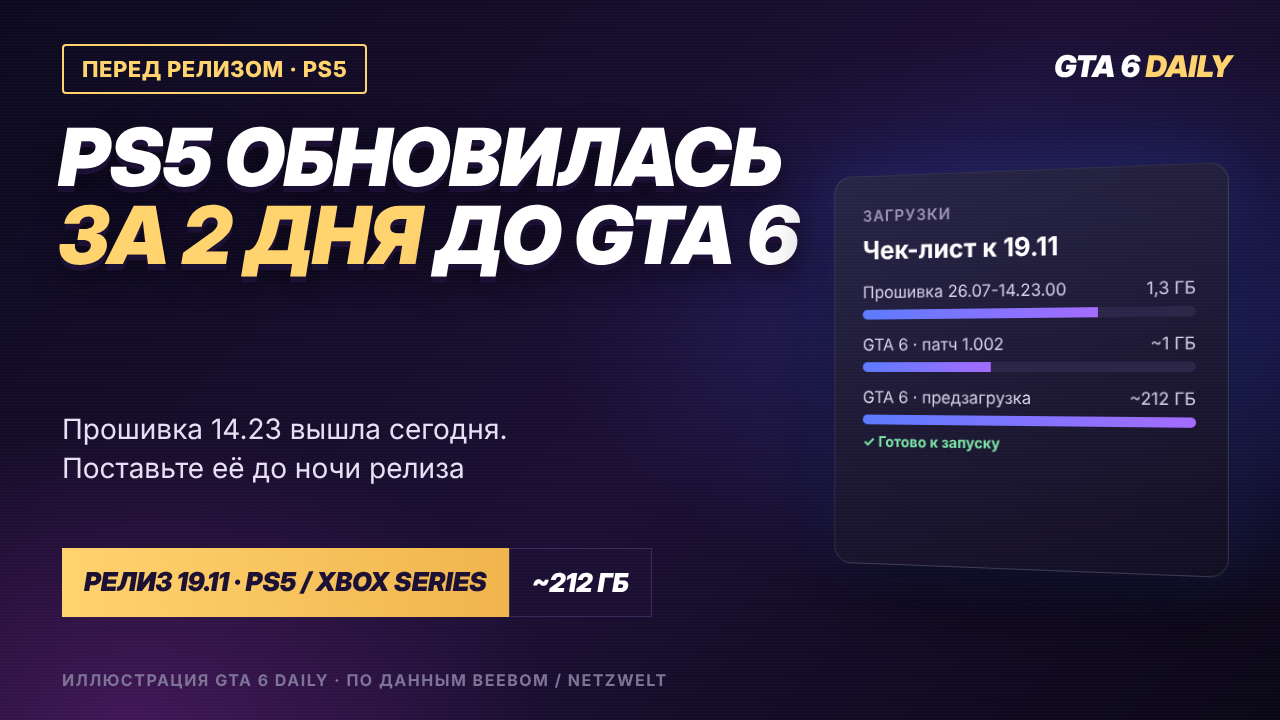 ПЕРЕД РЕЛИЗОМ · PS5
GTA 6 DAILY
PS5 ОБНОВИЛАСЬ
ЗА 2 ДНЯ ДО GTA 6
Прошивка 14.23 вышла сегодня.
Поставьте её до ночи релиза
РЕЛИЗ 19.11 · PS5 / XBOX SERIES
~212 ГБ
ЗАГРУЗКИ
Чек-лист к 19.11
Прошивка 26.07-14.23.00 1,3 ГБ
GTA 6 · патч 1.002 ~1 ГБ
GTA 6 · предзагрузка ~212 ГБ
✓ Готово к запуску
ИЛЛЮСТРАЦИЯ GTA 6 DAILY · ПО ДАННЫМ BEEBOM / NETZWELT